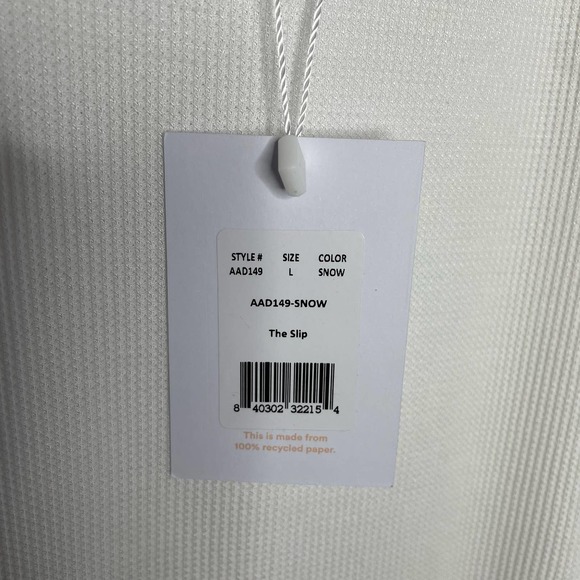 STYLE # SIZE COLOR
AAD149 L SNOW
AAD149-SNOW
The Slip
8 40302 32215 4
This is made from
100% recycled paper.